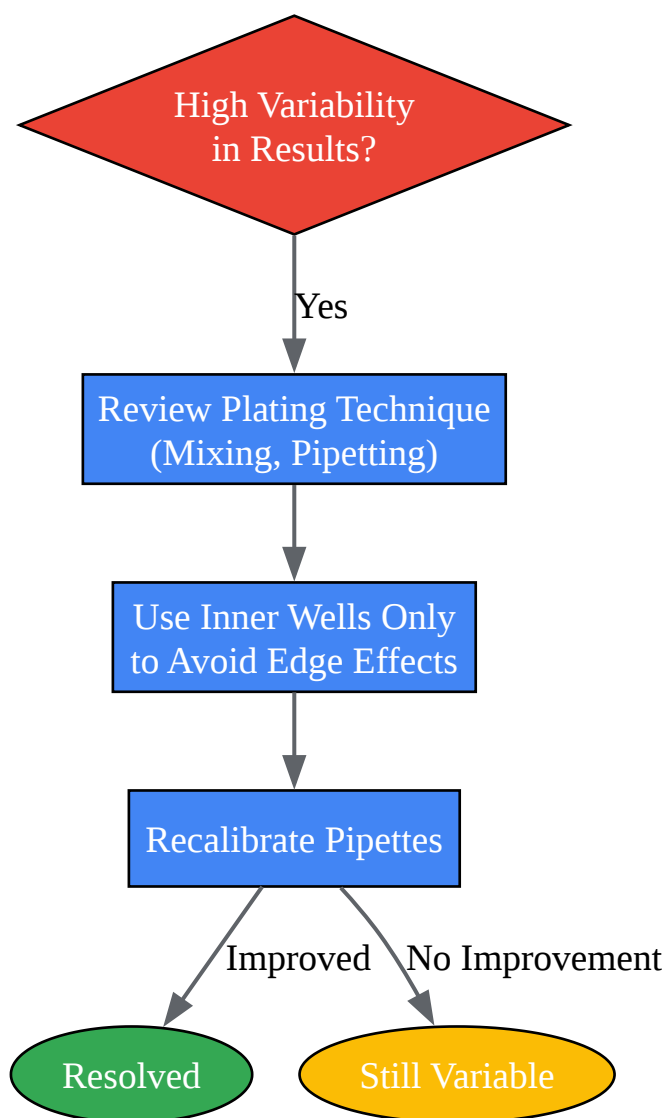 High Variability
in Results?
Yes
Review Plating Technique
(Mixing, Pipetting)
Use Inner Wells Only
to Avoid Edge Effects
Recalibrate Pipettes
Improved
No Improvement
Resolved
Still Variable